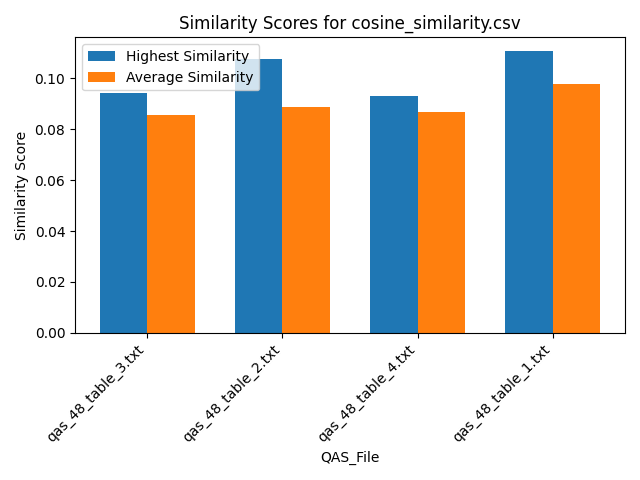 Similarity Scores for cosine_similarity.csv
Highest Similarity
Average Similarity
Similarity Score
0.10
0.08
0.06
0.04
0.02
0.00
qas_48_table_3.txt
qas_48_table_2.txt
qas_48_table_4.txt
qas_48_table_1.txt
QAS_File